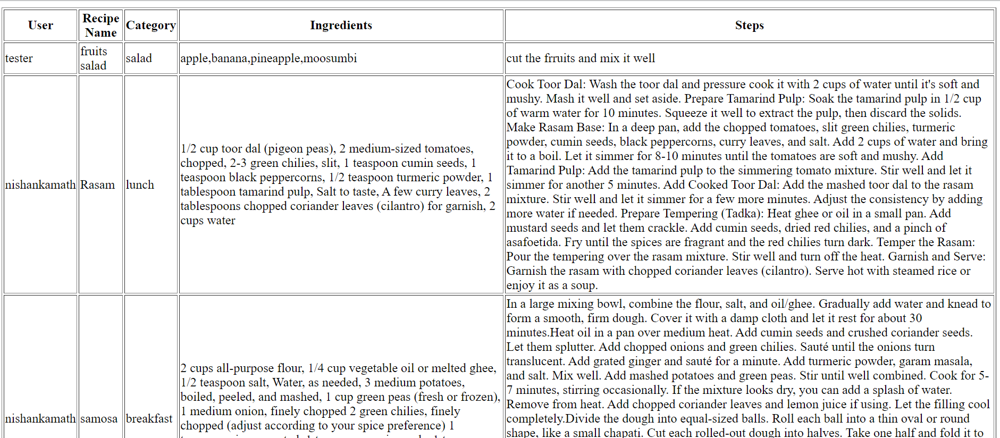 User
Recipe
Name
Category
Ingredients
Steps
tester
fruits
salad
salad
apple,banana,pineapple,moosumbi
cut the frruits and mix it well
nishankamath
Rasam
lunch
1/2 cup toor dal (pigeon peas), 2 medium-sized tomatoes,
chopped, 2-3 green chilies, slit, 1 teaspoon cumin seeds, 1
teaspoon black peppercorns, 1/2 teaspoon turmeric powder, 1
tablespoon tamarind pulp, Salt to taste, A few curry leaves, 2
tablespoons chopped coriander leaves (cilantro) for garnish, 2
cups water
Cook Toor Dal: Wash the toor dal and pressure cook it with 2 cups of water until it's soft and
mushy. Mash it well and set aside. Prepare Tamarind Pulp: Soak the tamarind pulp in 1/2 cup
of warm water for 10 minutes. Squeeze it well to extract the pulp, then discard the solids.
Make Rasam Base: In a deep pan, add the chopped tomatoes, slit green chilies, turmeric
powder, cumin seeds, black peppercorns, curry leaves, and salt. Add 2 cups of water and bring
it to a boil. Let it simmer for 8-10 minutes until the tomatoes are soft and mushy. Add
Tamarind Pulp: Add the tamarind pulp to the simmering tomato mixture. Stir well and let it
simmer for another 5 minutes. Add Cooked Toor Dal: Add the mashed toor dal to the rasam
mixture. Stir well and let it simmer for a few more minutes. Adjust the consistency by adding
more water if needed. Prepare Tempering (Tadka): Heat ghee or oil in a small pan. Add
mustard seeds and let them crackle. Add cumin seeds, dried red chilies, and a pinch of
asafoetida. Fry until the spices are fragrant and the red chilies turn dark. Temper the Rasam:
Pour the tempering over the rasam mixture. Stir well and turn off the heat. Garnish and Serve:
Garnish the rasam with chopped coriander leaves (cilantro). Serve hot with steamed rice or
enjoy it as a soup.
nishankamath
samosa
breakfast
2 cups all-purpose flour, 1/4 cup vegetable oil or melted ghee,
1/2 teaspoon salt, Water, as needed, 3 medium potatoes,
boiled, peeled, and mashed, 1 cup green peas (fresh or frozen),
1 medium onion, finely chopped 2 green chilies, finely
chopped (adjust according to your spice preference) 1
In a large mixing bowl, combine the flour, salt, and oil/ghee. Gradually add water and knead to
form a smooth, firm dough. Cover it with a damp cloth and let it rest for about 30
minutes.Heat oil in a pan over medium heat. Add cumin seeds and crushed coriander seeds.
Let them splutter. Add chopped onions and green chilies. Sauté until the onions turn
translucent. Add grated ginger and sauté for a minute. Add turmeric powder, garam masala,
and salt. Mix well. Add mashed potatoes and green peas. Stir until well combined. Cook for 5-
7 minutes, stirring occasionally. If the mixture looks dry, you can add a splash of water.
Remove from heat. Add chopped coriander leaves and lemon juice if using. Let the filling cool
completely.Divide the dough into equal-sized balls. Roll each ball into a thin oval or round
shape, like a small chapati. Cut each rolled-out dough into halves. Take one half and fold it to